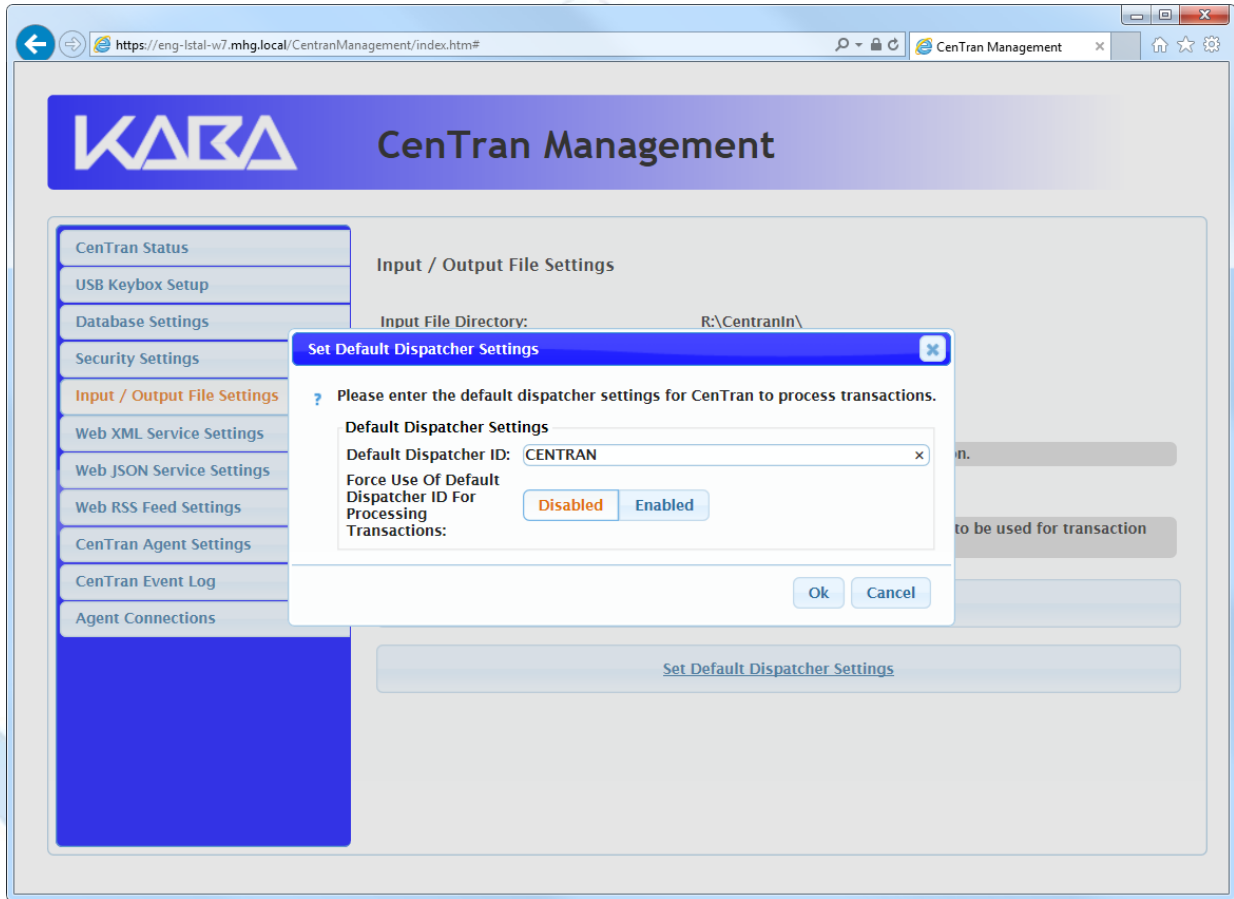 https://eng-lstal-w7.mhg.local/CentranManagement/index.htm#
CenTran Management
KABA
CenTran Management
CenTran Status
USB Keybox Setup
Database Settings
Security Settings
Input / Output File Settings
Web XML Service Settings
Web JSON Service Settings
Web RSS Feed Settings
CenTran Agent Settings
CenTran Event Log
Agent Connections
Input / Output File Settings
Input File Directory: R:\CentranIn\
Set Default Dispatcher Settings
? Please enter the default dispatcher settings for CenTran to process transactions.
Default Dispatcher Settings
Default Dispatcher ID: CENTRAN
Force Use Of Default
Dispatcher ID For
Processing
Transactions:
Disabled Enabled
Ok Cancel
to be used for transaction
Set Default Dispatcher Settings